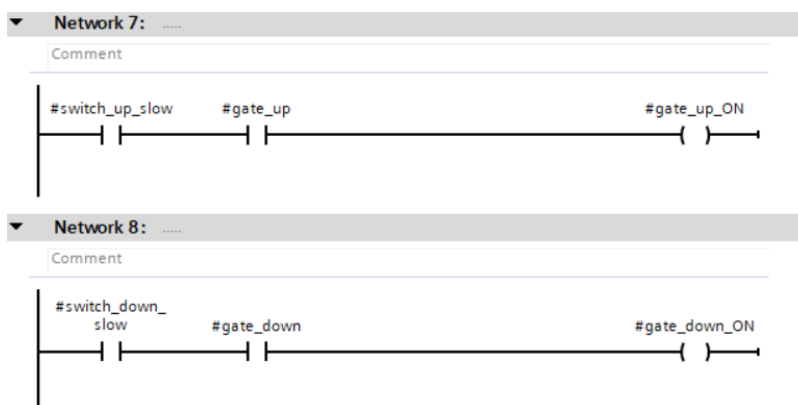 Network 7: .....
Comment
#switch_up_slow #gate_up #gate_up_ON
Network 8: .....
Comment
#switch_down_
slow #gate_down #gate_down_ON